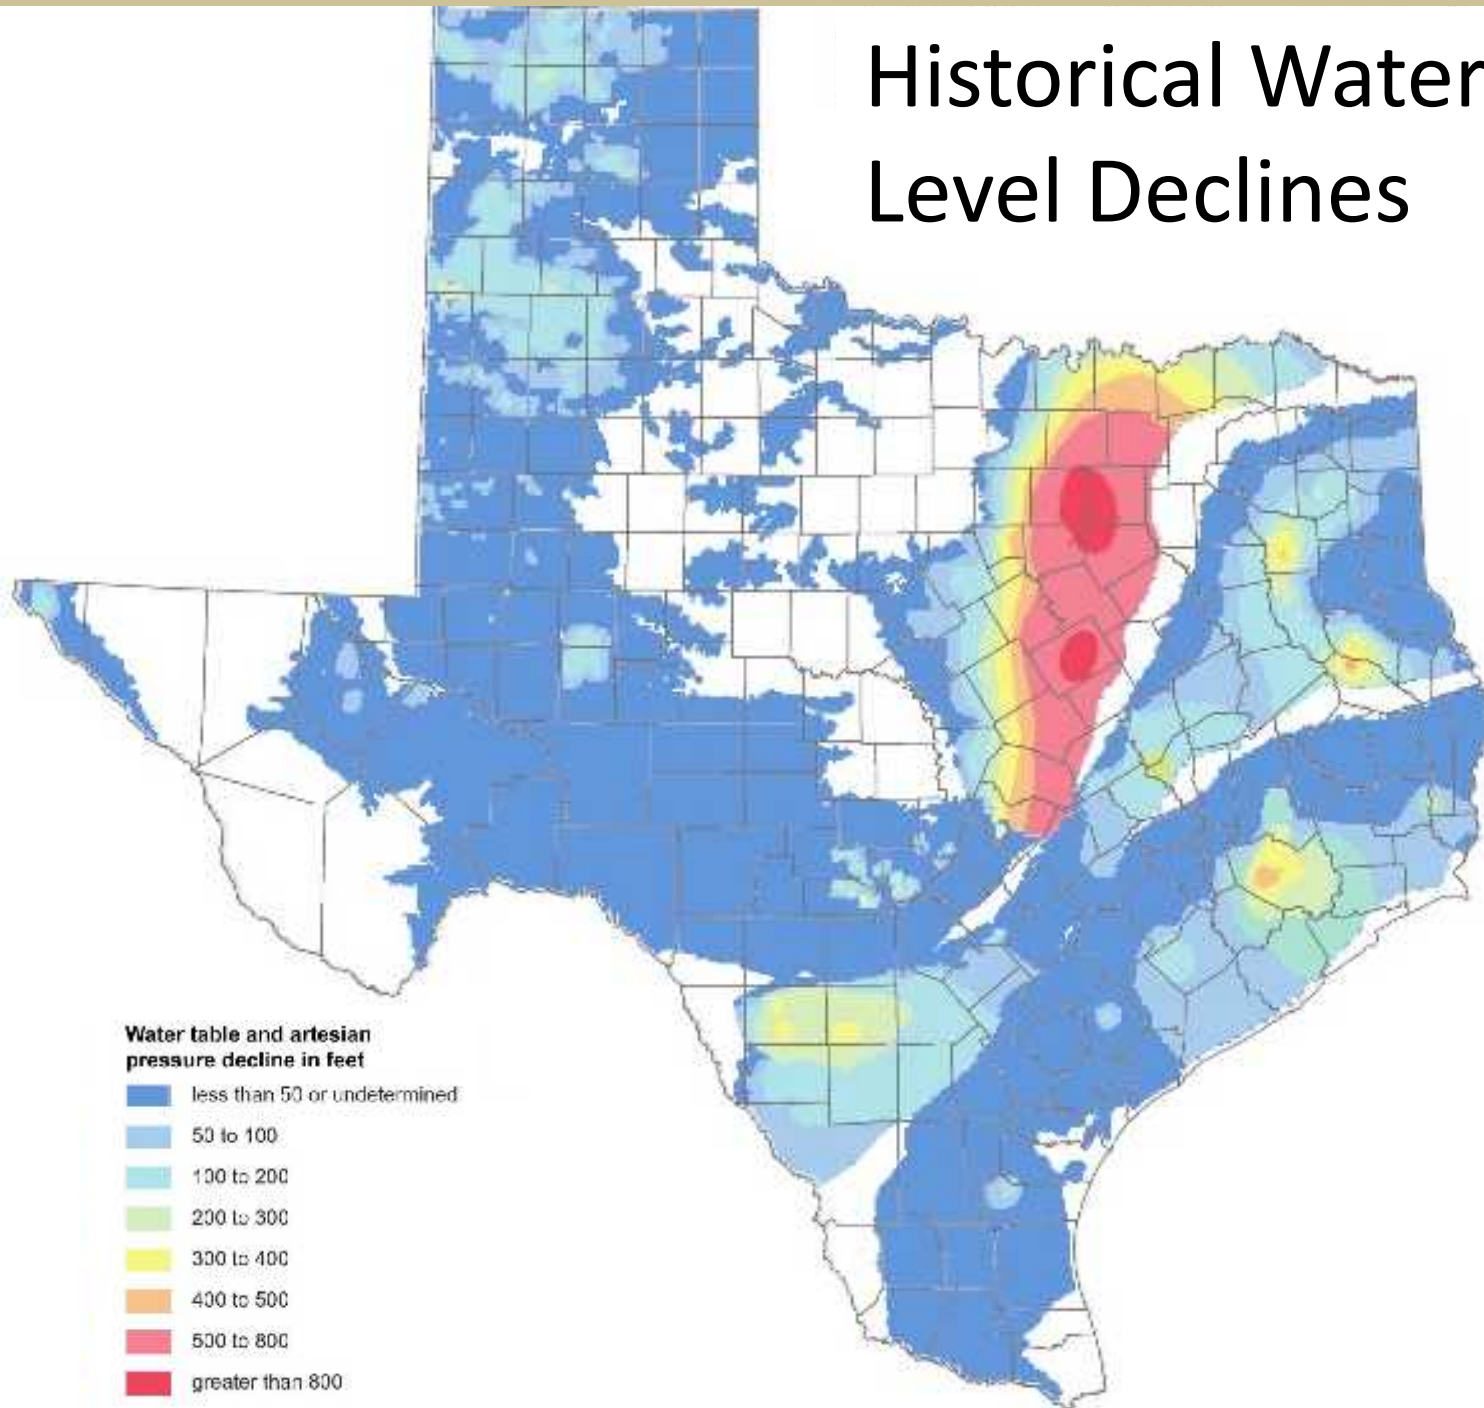 Historical Water
Level Declines
Water table and artesian
pressure decline in feet
less than 50 or undetermined
50 to 100
100 to 200
200 to 300
300 to 400
400 to 500
500 to 800
greater than 800